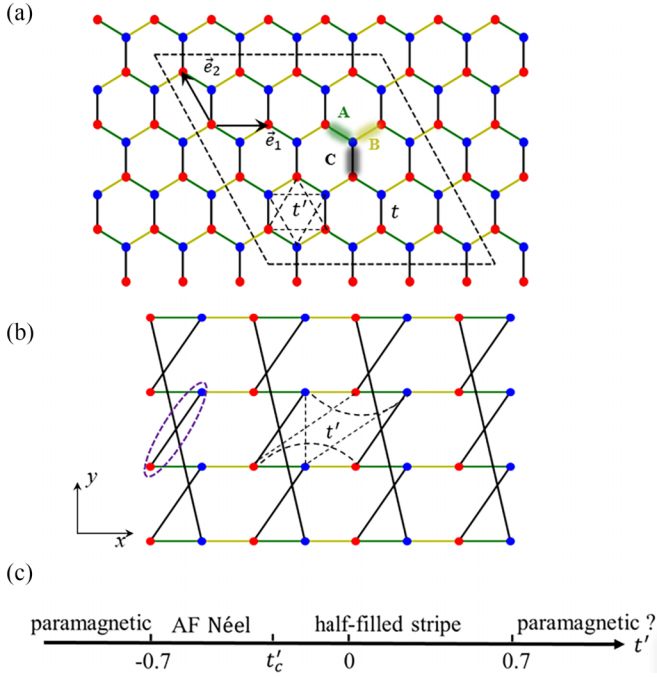 (a)
e⃗₂
A
e⃗₁
C
B
t′
t
(b)
t′
y
x
(c)
paramagnetic AF Néel half-filled stripe paramagnetic ?
-0.7 t′c 0 0.7 t′